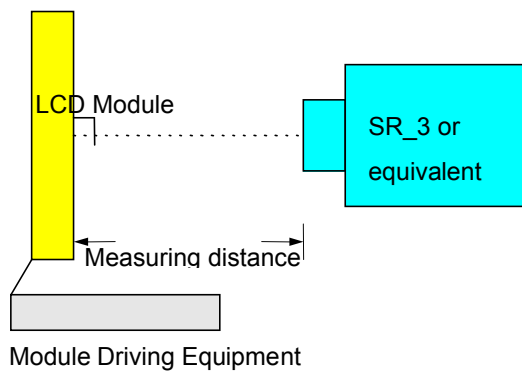 LCD Module
SR_3 or
equivalent
Measuring distance
Module Driving Equipment